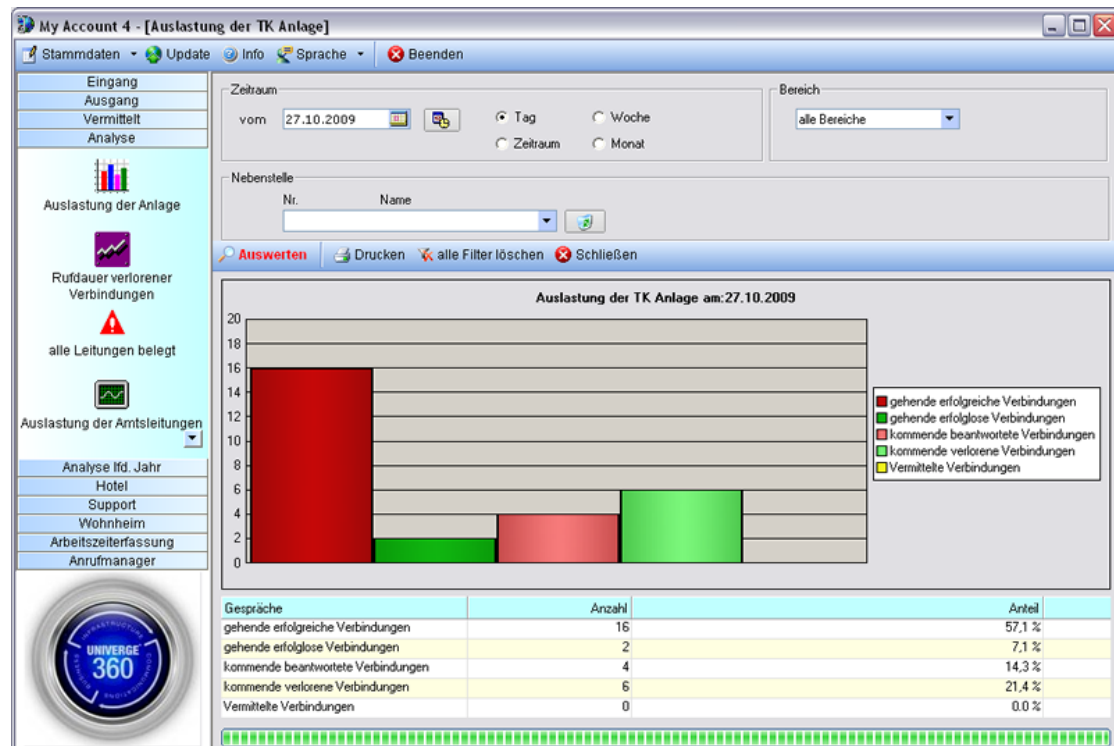 My Account 4 - [Auslastung der TK Anlage]
Stammdaten Update Info Sprache Beenden
Eingang
Ausgang
Vermittelt
Analyse
Auslastung der Anlage
Rufdauer verlorener
Verbindungen
alle Leitungen belegt
Auslastung der Amtsleitungen
Analyse lfd. Jahr
Hotel
Support
Wohnheim
Arbeitszeiterfassung
Anrufmanager
INFRASTRUCTURE
COMMUNICATIONS
BUSINESS
UNIVERGE
360
Zeitraum
vom 27.10.2009
Tag Woche
Zeitraum Monat
Bereich
alle Bereiche
Nebenstelle
Nr. Name
Auswerten Drucken alle Filter löschen Schließen
Auslastung der TK Anlage am:27.10.2009
20
18
16
14
12
10
8
6
4
2
0
gehende erfolgreiche Verbindungen
gehende erfolglose Verbindungen
kommende beantwortete Verbindungen
kommende verlorene Verbindungen
Vermittelte Verbindungen
Gespräche Anzahl Anteil
gehende erfolgreiche Verbindungen 16 57,1 %
gehende erfolglose Verbindungen 2 7,1 %
kommende beantwortete Verbindungen 4 14,3 %
kommende verlorene Verbindungen 6 21,4 %
Vermittelte Verbindungen 0 0.0 %